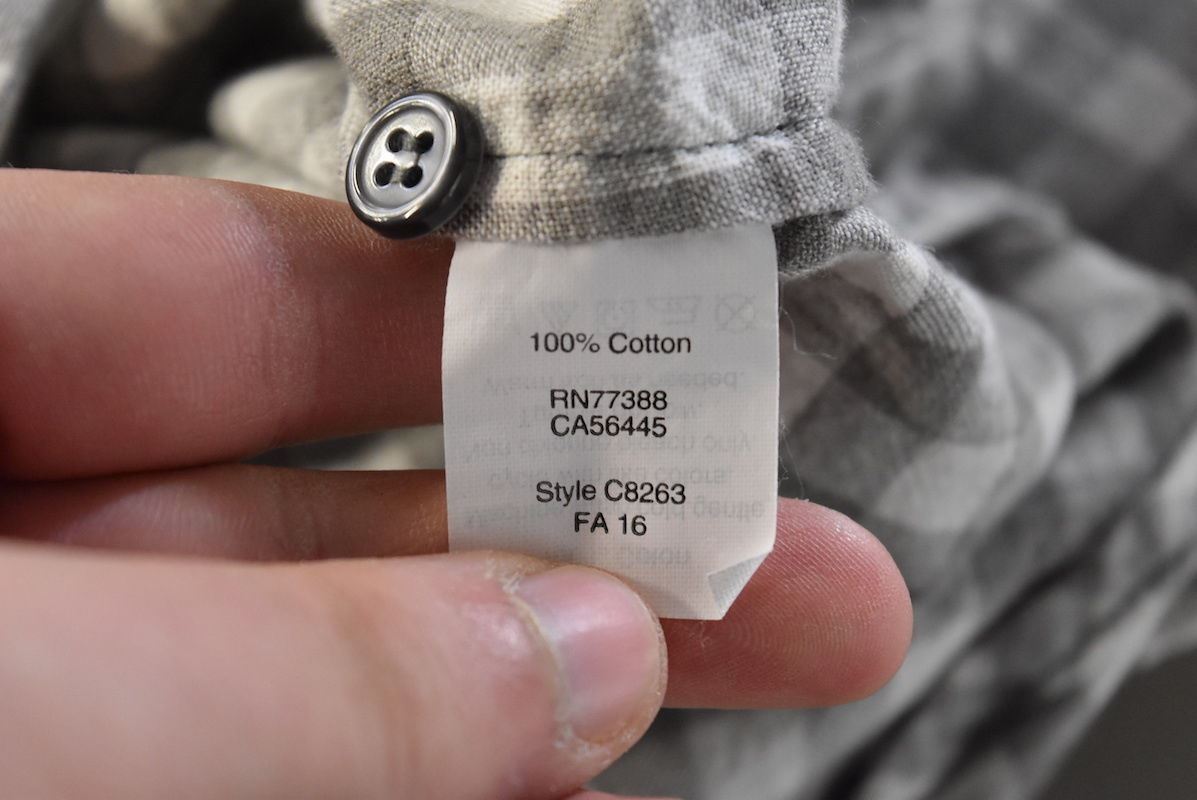 100% Cotton
RN77388
CA56445
Style C8263
FA 16